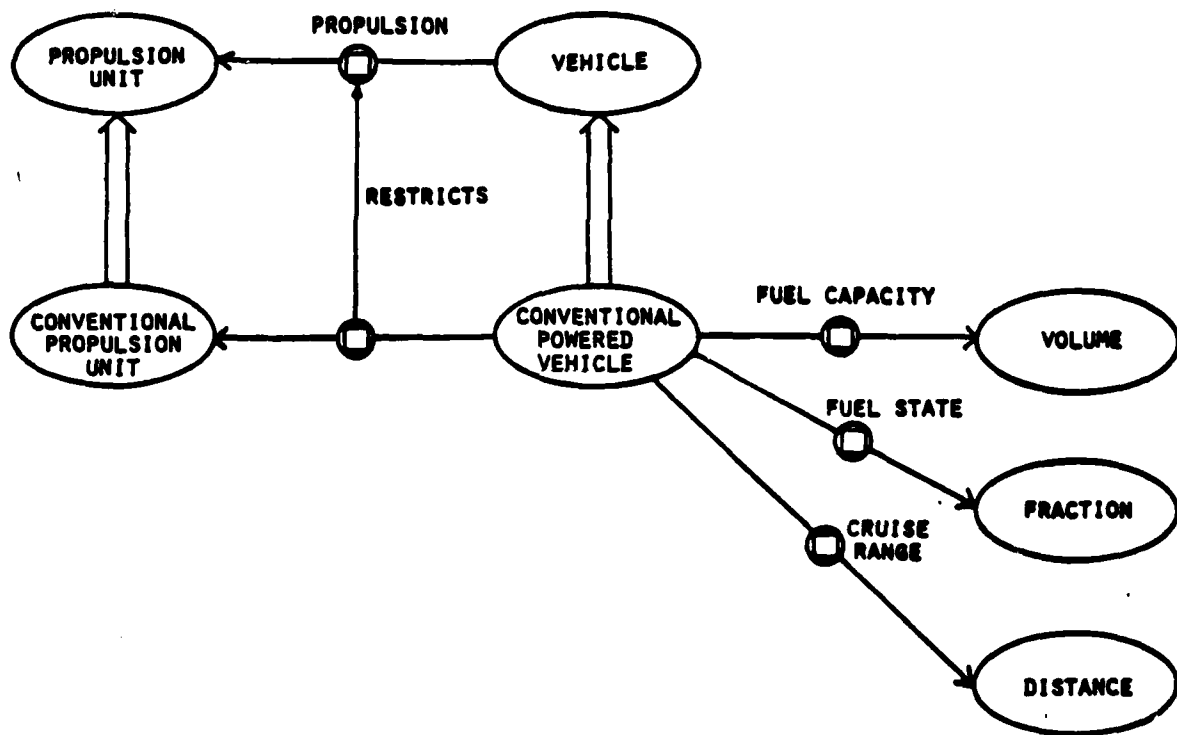 PROPULSION
PROPULSION
UNIT
VEHICLE
RESTRICTS
CONVENTIONAL
PROPULSION
UNIT
CONVENTIONAL
POWERED
VEHICLE
FUEL CAPACITY
VOLUME
FUEL STATE
FRACTION
CRUISE
RANGE
DISTANCE